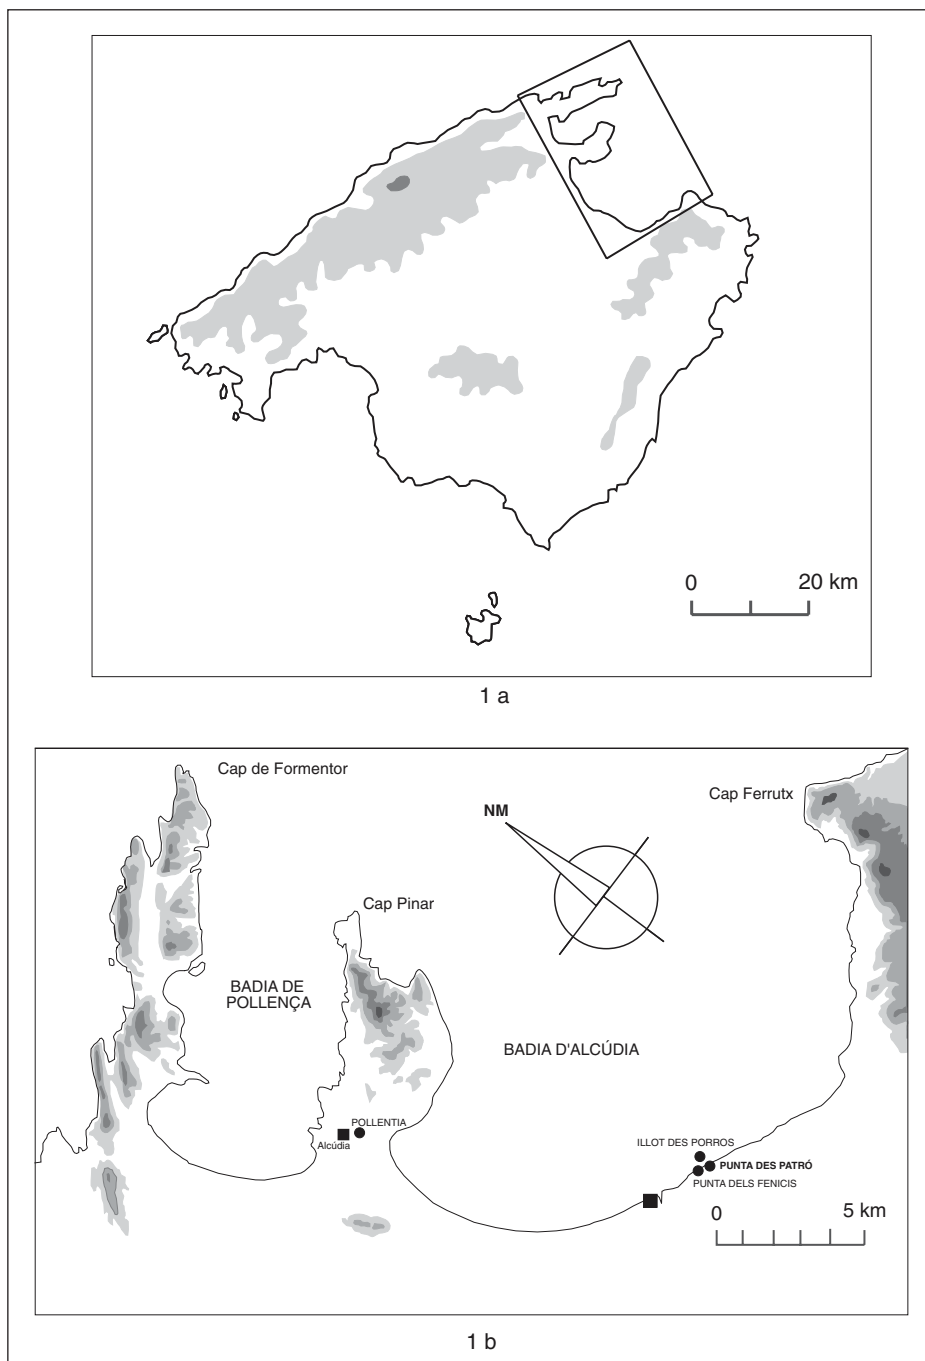 0 20 km
1 a
Cap de Formentor
Cap Ferrutx
NM
Cap Pinar
BADIA DE
POLLENÇA
BADIA D'ALCÚDIA
POLLENTIA
Alcúdia
ILLOT DES PORROS
PUNTA DES PATRÓ
PUNTA DELS FENICIS
0 5 km
1 b